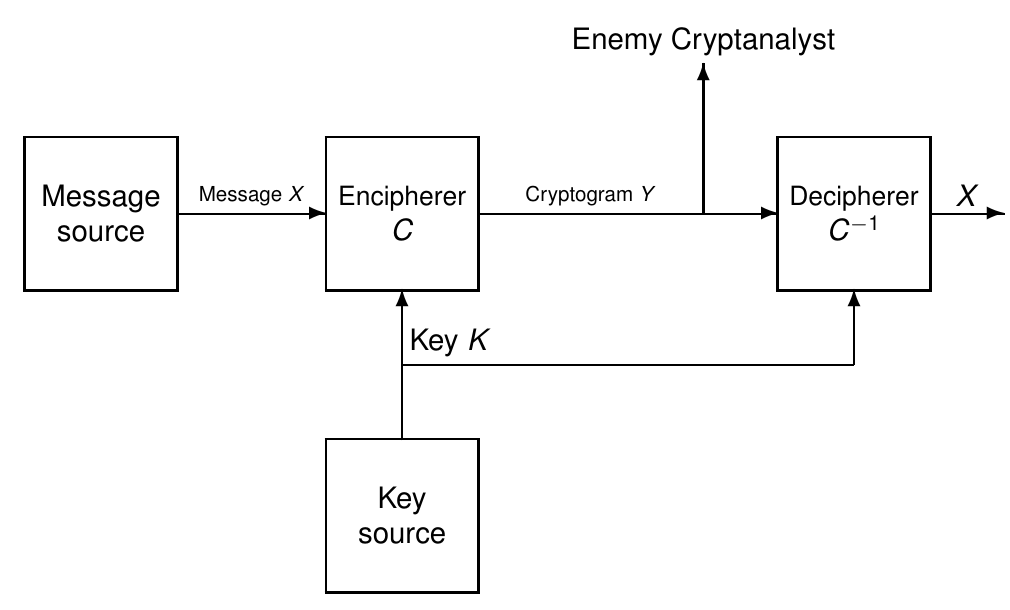 Enemy Cryptanalyst
Message
source
Message X
Encipherer
C
Cryptogram Y
Decipherer
C⁻¹
X
Key K
Key
source